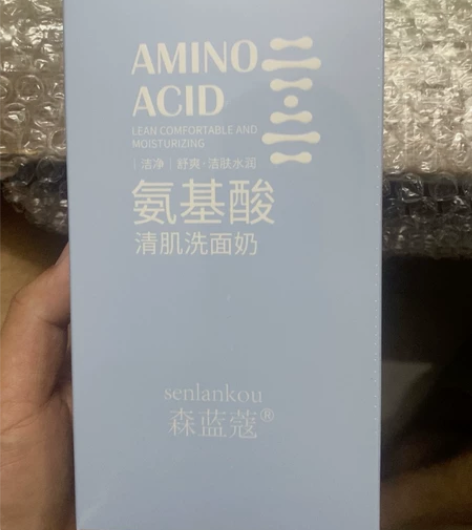 AMINO
ACID
LEAN COMFORTABLE AND
MOISTURIZING
洁净 | 舒爽·洁肤水润
氨基酸
清肌洗面奶
senlankou
森蓝蔻®